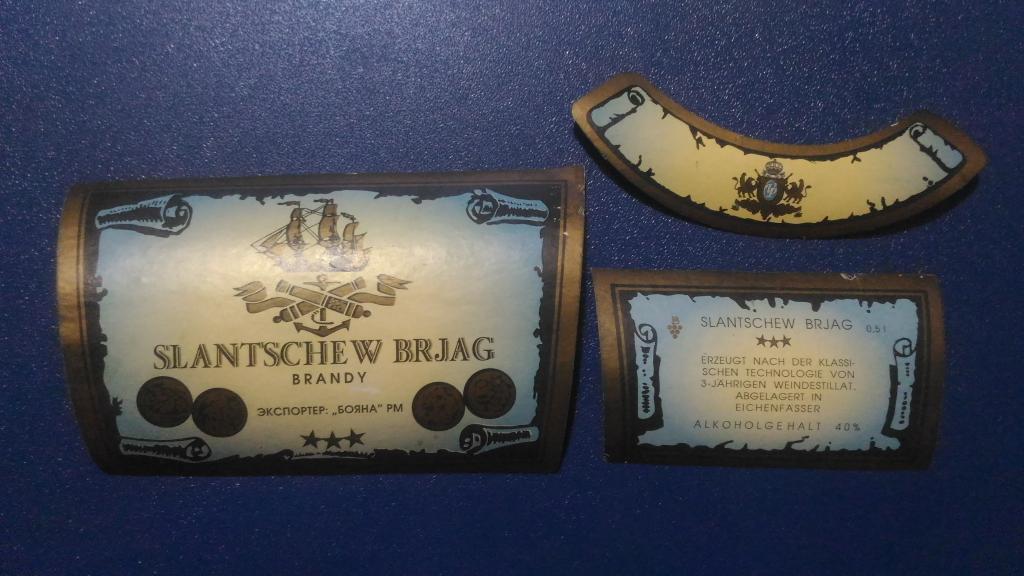 SLANTSCHEW BRJAG
BRANDY
ЭКСПОРТЕР: „БОЯНА" РМ
SLANTSCHEW BRJAG 0,5 l
ERZEUGT NACH DER KLASSI-
SCHEN TECHNOLOGIE VON
3-JÄHRIGEN WEINDESTILLAT.
ABGELAGERT IN
EICHENFÄSSER
ALKOHOLGEHALT 40%